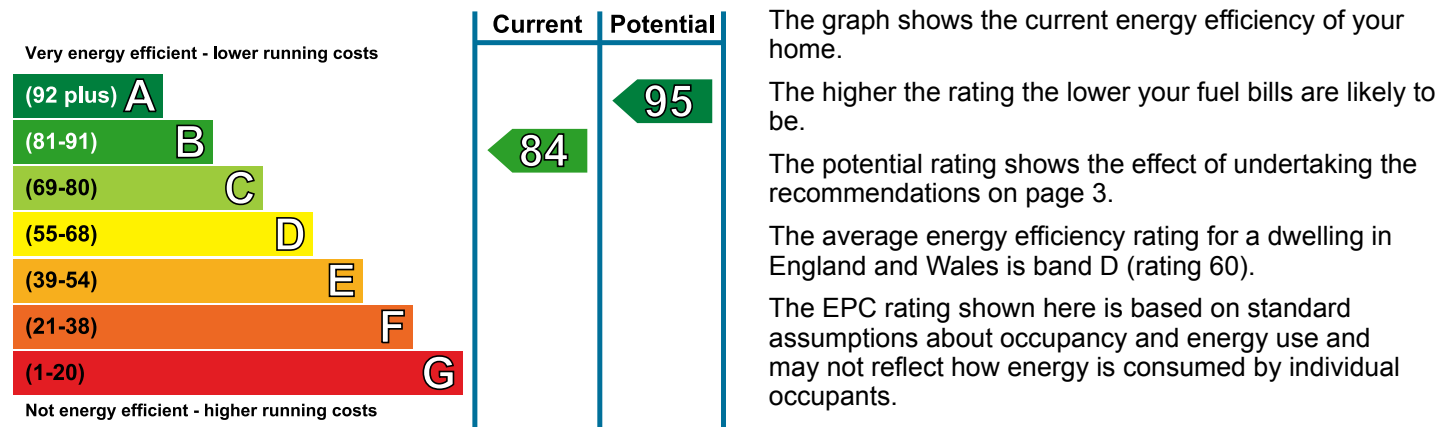 Current Potential
Very energy efficient - lower running costs
(92 plus) A
95
(81-91) B
84
(69-80) C
(55-68) D
(39-54) E
(21-38) F
(1-20) G
Not energy efficient - higher running costs
The graph shows the current energy efficiency of your
home.
The higher the rating the lower your fuel bills are likely to
be.
The potential rating shows the effect of undertaking the
recommendations on page 3.
The average energy efficiency rating for a dwelling in
England and Wales is band D (rating 60).
The EPC rating shown here is based on standard
assumptions about occupancy and energy use and
may not reflect how energy is consumed by individual
occupants.